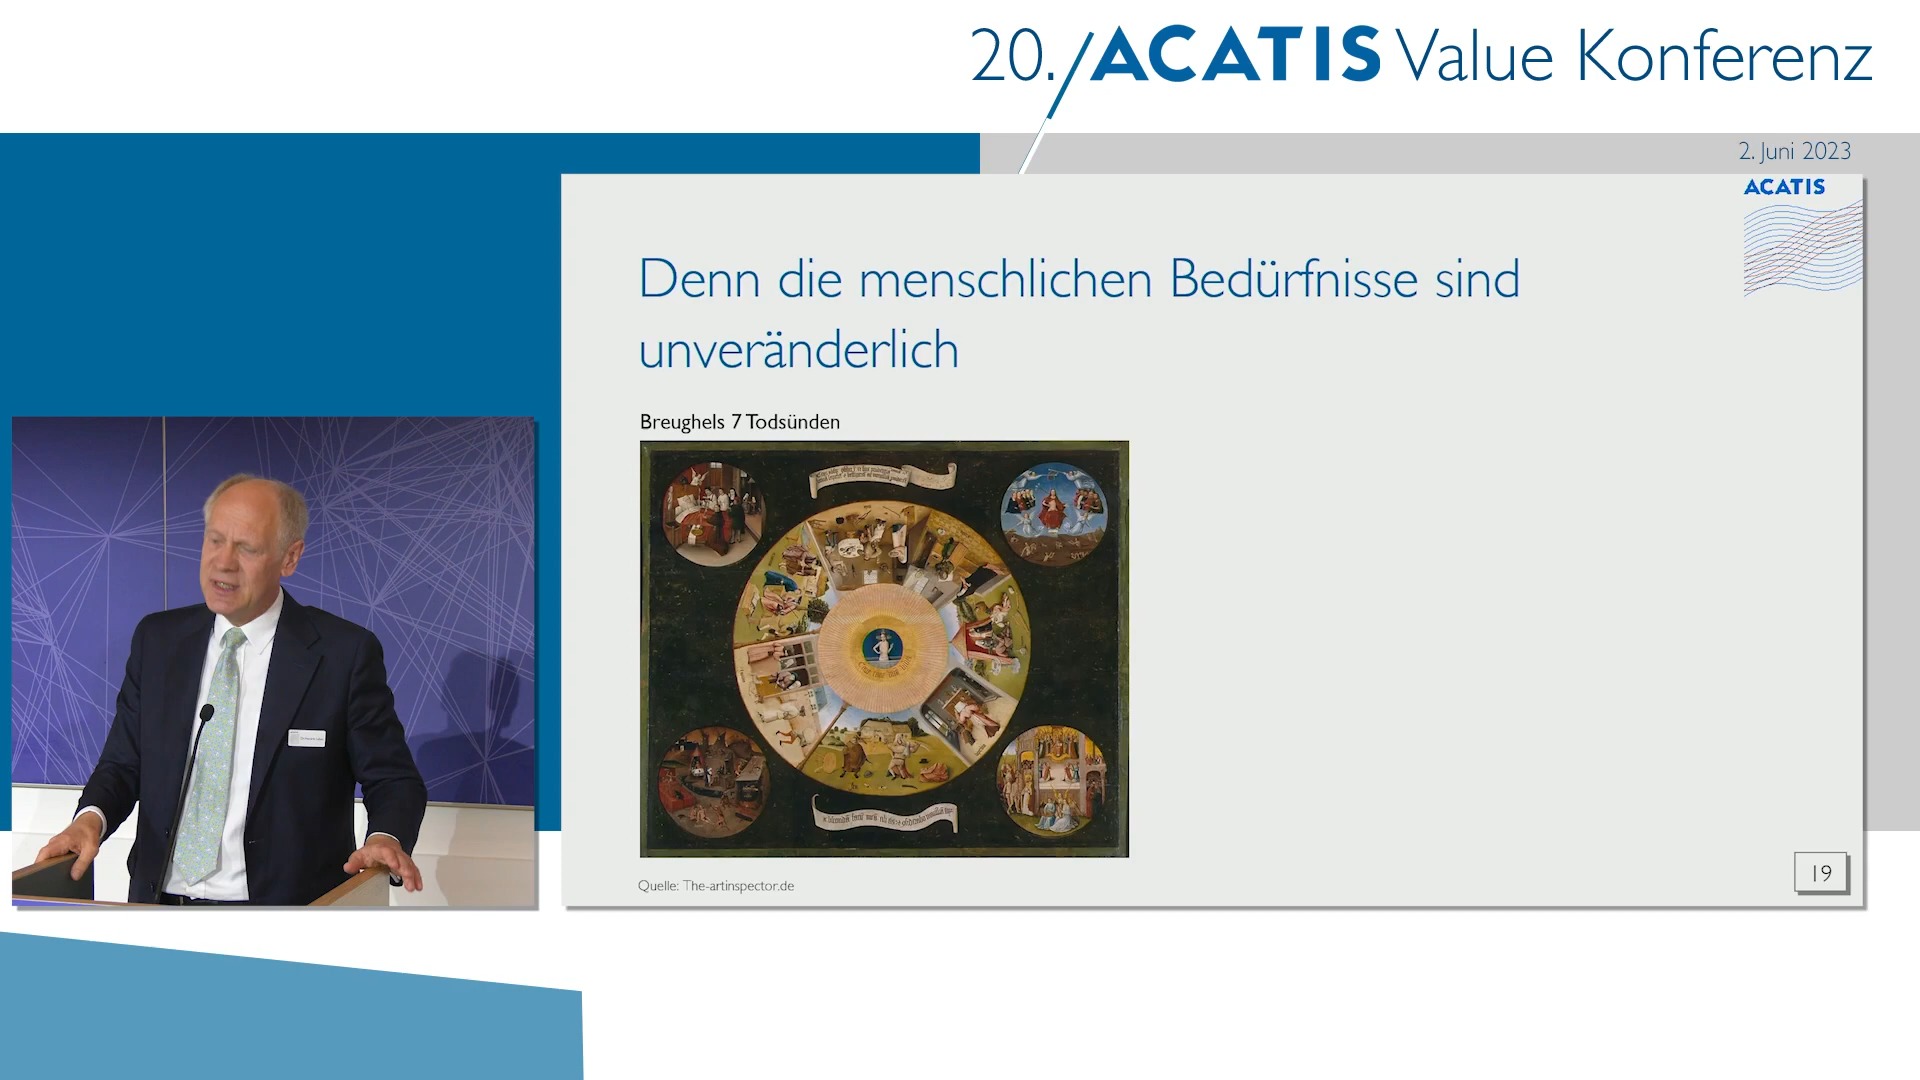 20. ACATIS Value Konferenz
2. Juni 2023
ACATIS
Denn die menschlichen Bedürfnisse sind
unveränderlich
Breughels 7 Todsünden
Quelle: The-artinspector.de
19